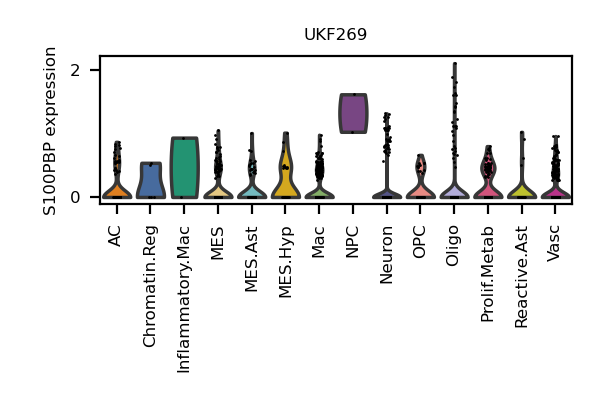 UKF269
S100PBP expression
2
0
AC
Chromatin.Reg
Inflammatory.Mac
MES
MES.Ast
MES.Hyp
Mac
NPC
Neuron
OPC
Oligo
Prolif.Metab
Reactive.Ast
Vasc